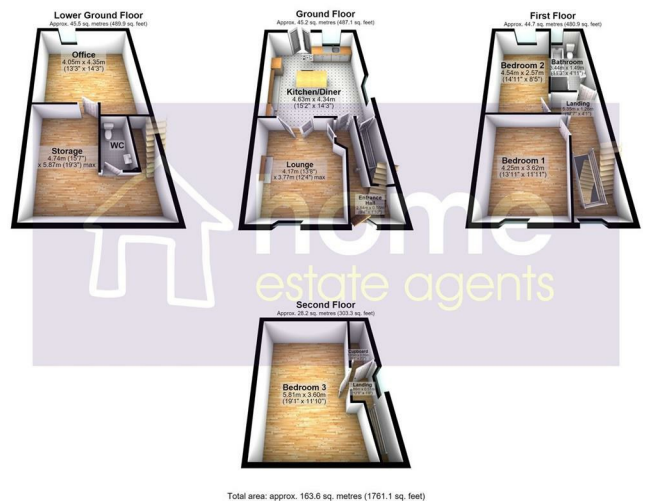 Lower Ground Floor
Approx. 45.5 sq. metres (489.9 sq. feet)
Office
4.05m x 4.35m
(13'3" x 14'3")
Storage
4.74m (15'7")
x 5.87m (19'3") max
WC
Ground Floor
Approx. 45.2 sq. metres (487.1 sq. feet)
Kitchen/Diner
4.63m x 4.34m
(15'2" x 14'3")
Lounge
4.17m (13'8")
x 3.77m (12'4") max
Entrance
Hall
First Floor
Approx. 44.7 sq. metres (480.9 sq. feet)
Bedroom 2
4.54m x 2.57m
(14'11" x 8'5")
Bathroom
Landing
Bedroom 1
4.25m x 3.62m
(13'11" x 11'11")
home
estate agents
Second Floor
Approx. 28.2 sq. metres (303.3 sq. feet)
Bedroom 3
5.81m x 3.60m
(19'1" x 11'10")
Cupboard
Landing
Total area: approx. 163.6 sq. metres (1761.1 sq. feet)